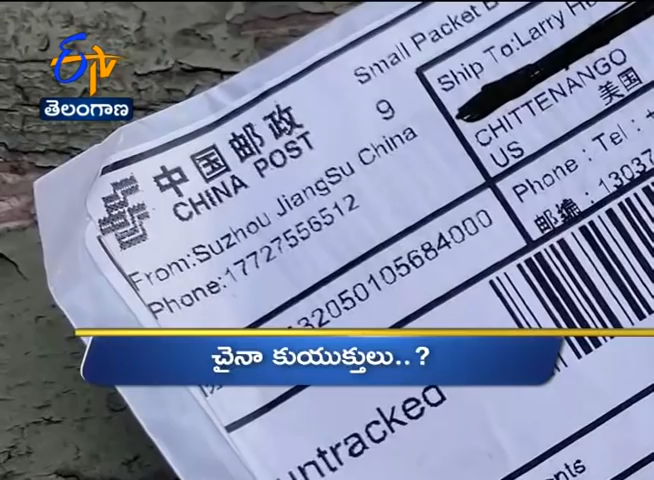 ETV
తెలంగాణ
Small Packet
9
中国邮政
CHINA POST
From:Suzhou JiangSu China
Phone:17727556512
Ship To:Larry
CHITTENANGO
US
美国
Phone : Tel :
邮编 : 13037
untracked
చైనా కుయుక్తులు..?